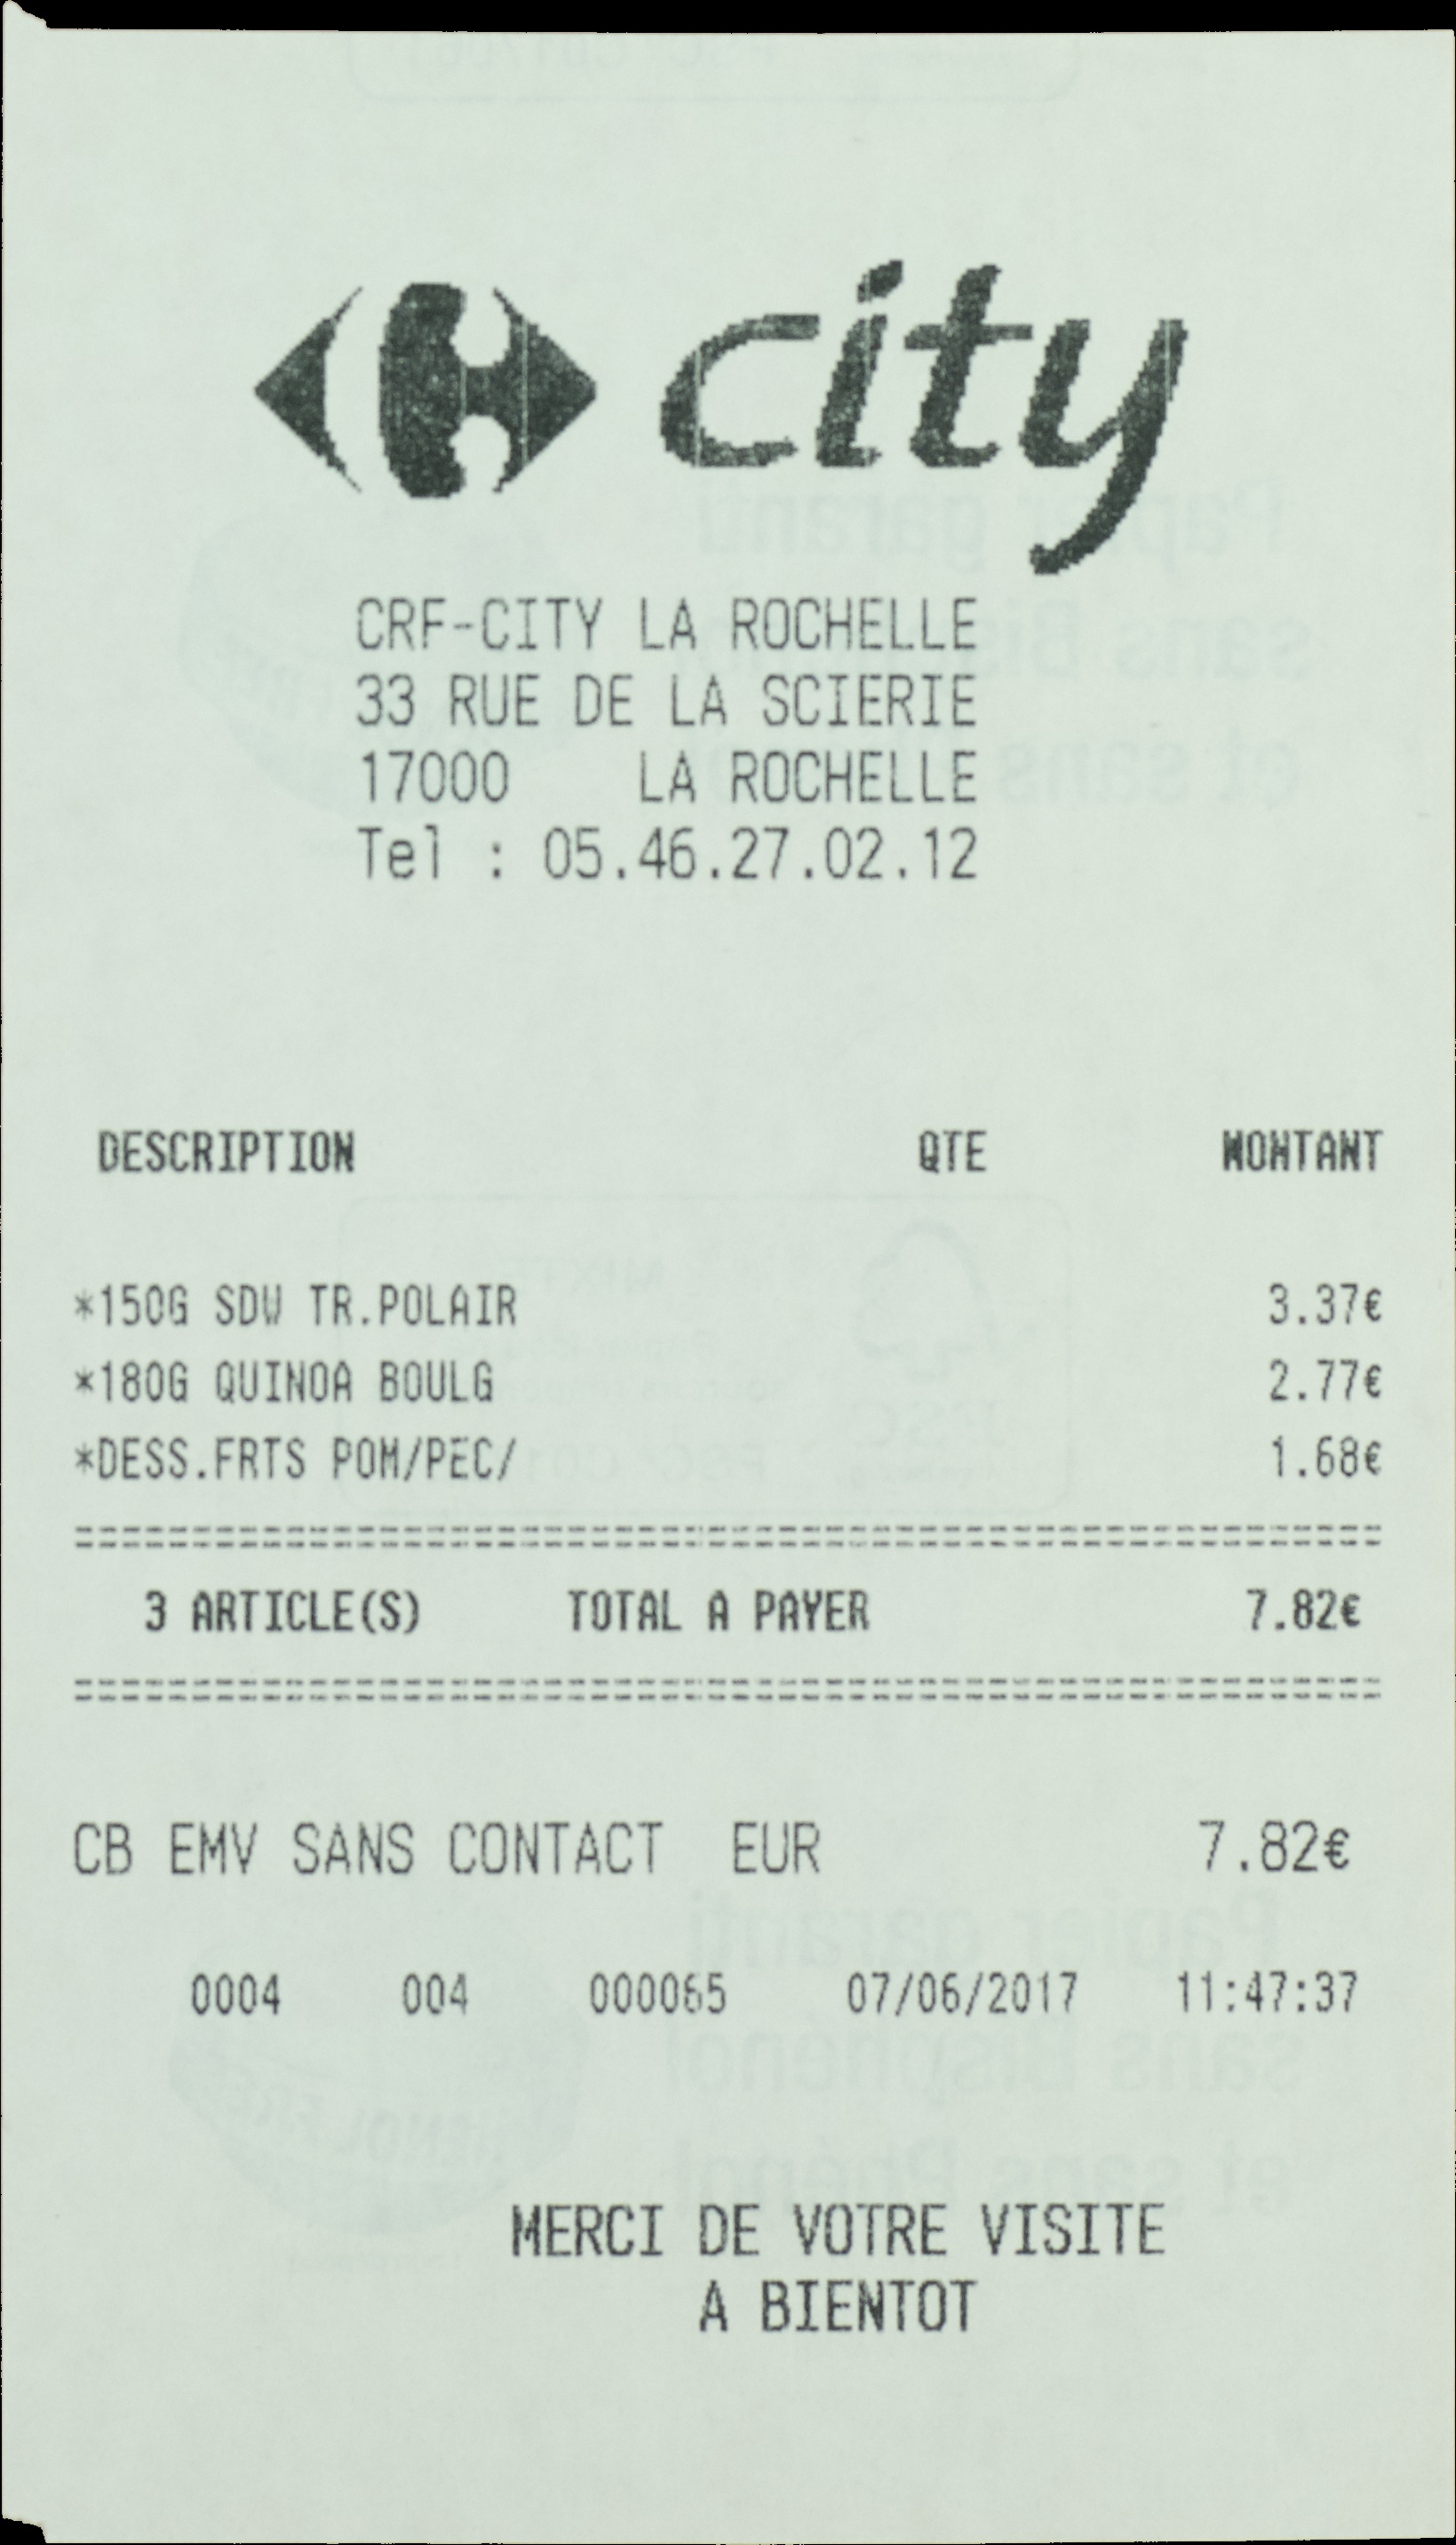 city
CRF-CITY LA ROCHELLE
33 RUE DE LA SCIERIE
17000 LA ROCHELLE
Tel : 05.46.27.02.12
DESCRIPTION QTE MONTANT
*150G SDW TR.POLAIR 3.37€
*180G QUINOA BOULG 2.77€
*DESS.FRTS POM/PEC/ 1.68€
3 ARTICLE(S) TOTAL A PAYER 7.82€
CB EMV SANS CONTACT EUR 7.82€
0004 004 000065 07/06/2017 11:47:37
MERCI DE VOTRE VISITE
A BIENTOT